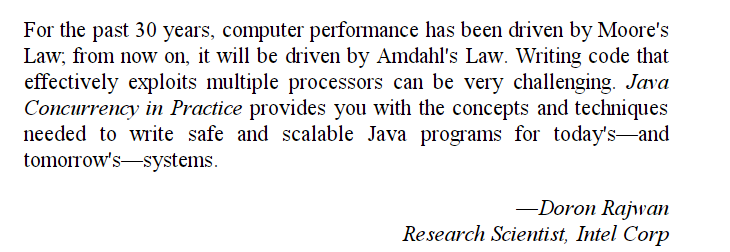 For the past 30 years, computer performance has been driven by Moore's
Law; from now on, it will be driven by Amdahl's Law. Writing code that
effectively exploits multiple processors can be very challenging. Java
Concurrency in Practice provides you with the concepts and techniques
needed to write safe and scalable Java programs for today's—and
tomorrow's—systems.
—Doron Rajwan
Research Scientist, Intel Corp